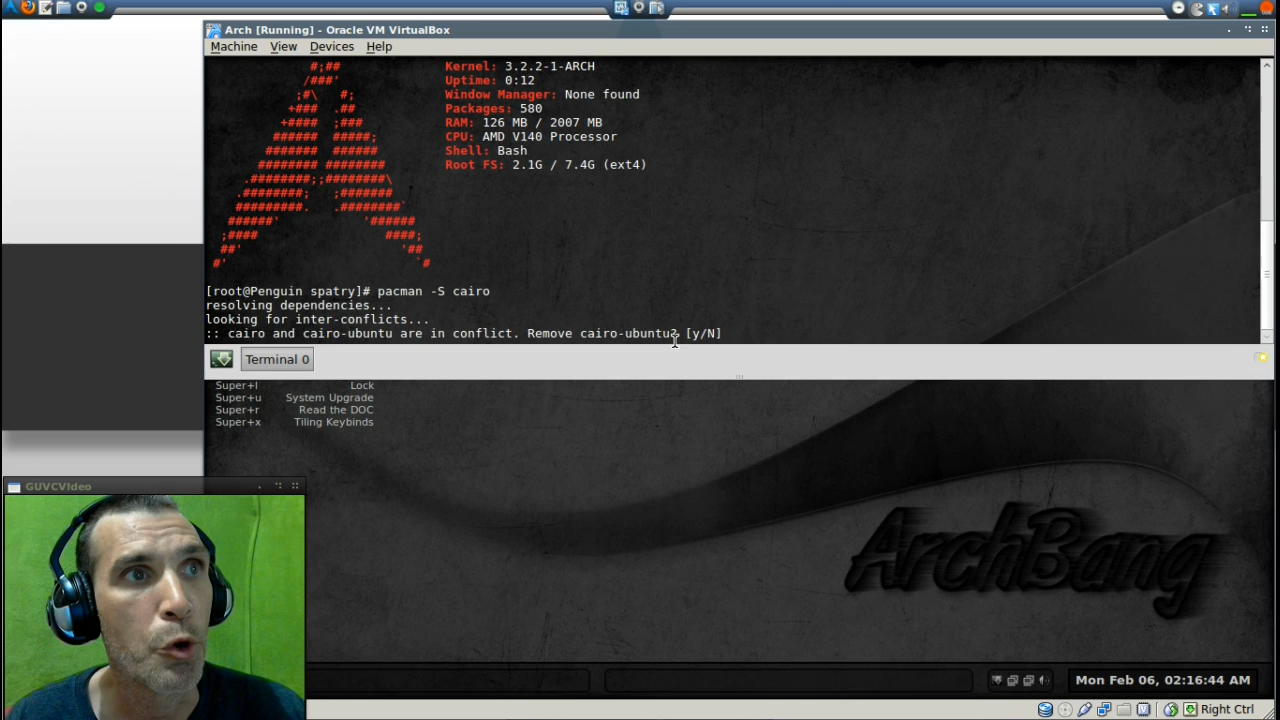 Arch [Running] - Oracle VM VirtualBox
Machine View Devices Help
#;##
/###'
;#\ #;
+### .##
+#### ;###
###### #####;
####### ######
######## ########
.########;;########\
.########; ;#######
#########. .########`
######' '######
;#### ####;
##' '##
#' `#
Kernel: 3.2.2-1-ARCH
Uptime: 0:12
Window Manager: None found
Packages: 580
RAM: 126 MB / 2007 MB
CPU: AMD V140 Processor
Shell: Bash
Root FS: 2.1G / 7.4G (ext4)
[root@Penguin spatry]# pacman -S cairo
resolving dependencies...
looking for inter-conflicts...
:: cairo and cairo-ubuntu are in conflict. Remove cairo-ubuntu? [y/N]
Terminal 0
Super+l Lock
Super+u System Upgrade
Super+r Read the DOC
Super+x Tiling Keybinds
GUVCVideo
ArchBang
Mon Feb 06, 02:16:44 AM
Right Ctrl